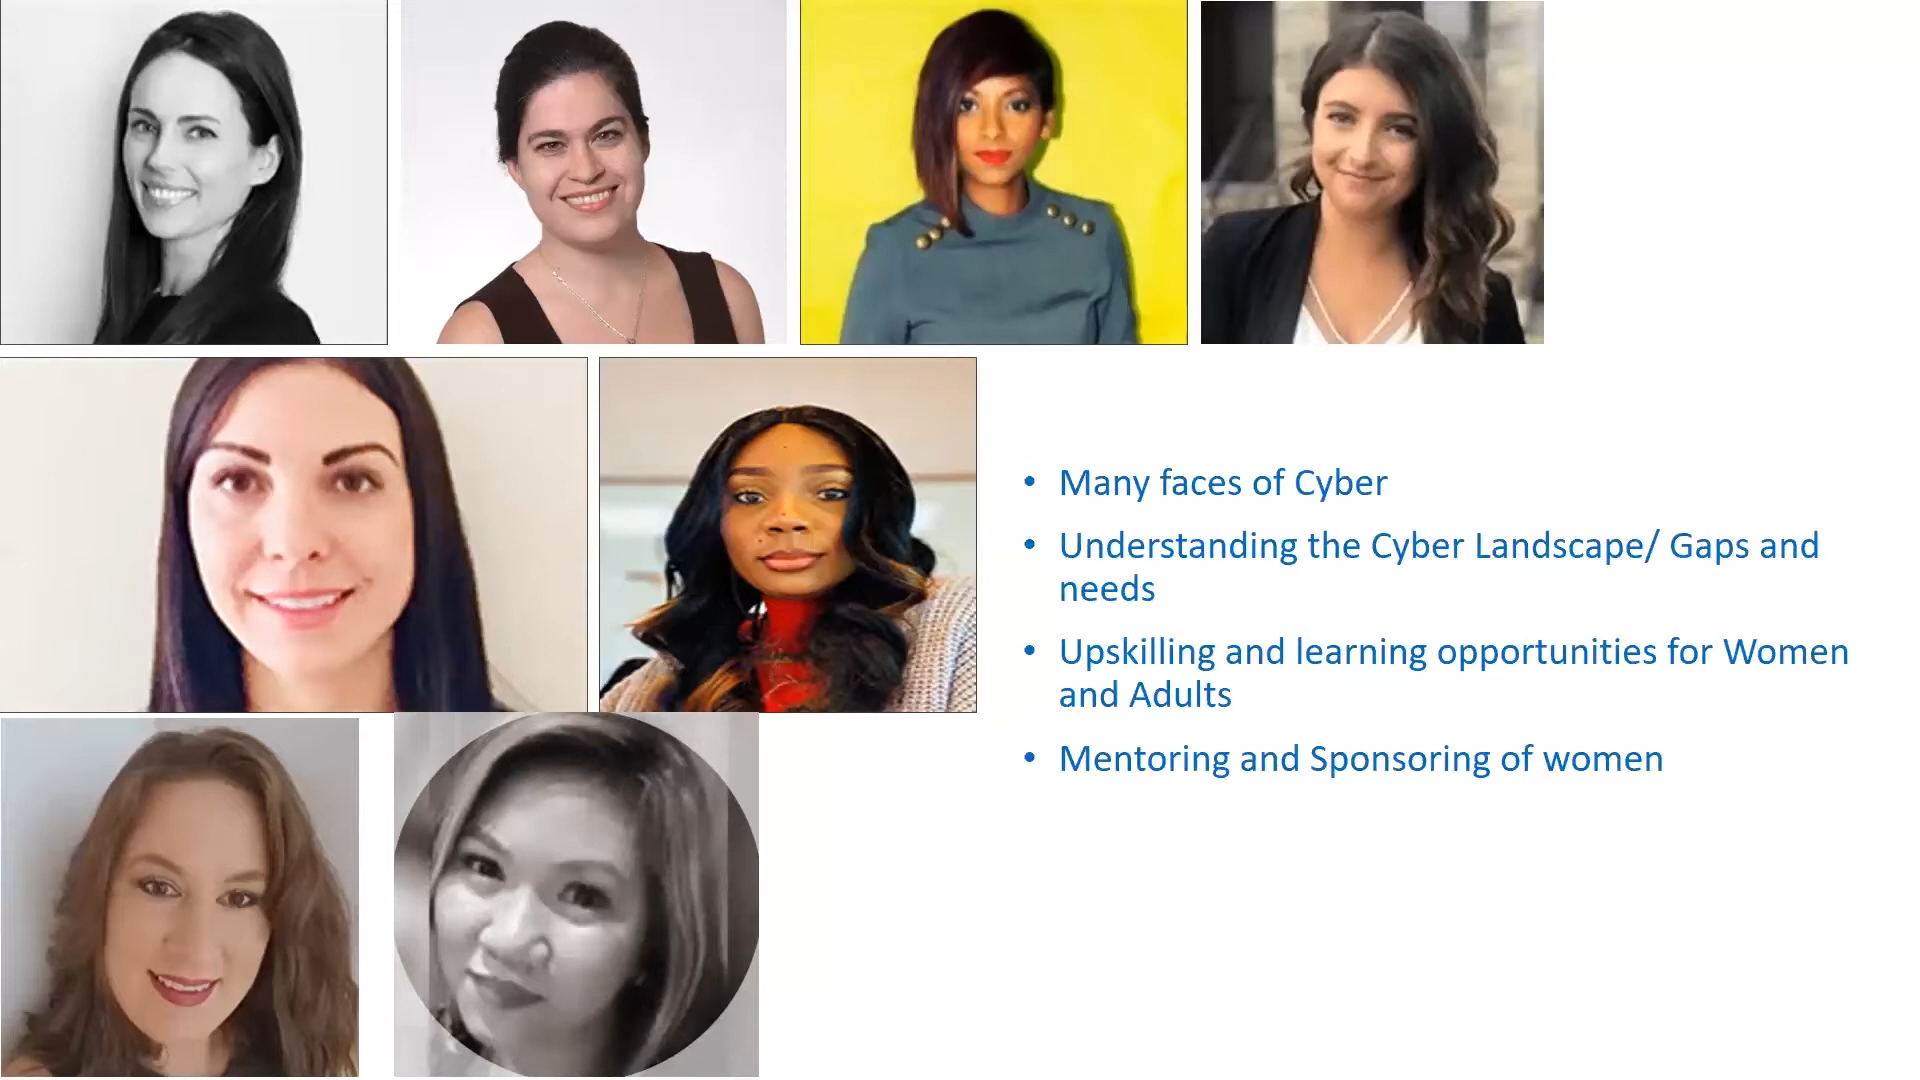 • Many faces of Cyber
• Understanding the Cyber Landscape/ Gaps and
needs
• Upskilling and learning opportunities for Women
and Adults
• Mentoring and Sponsoring of women